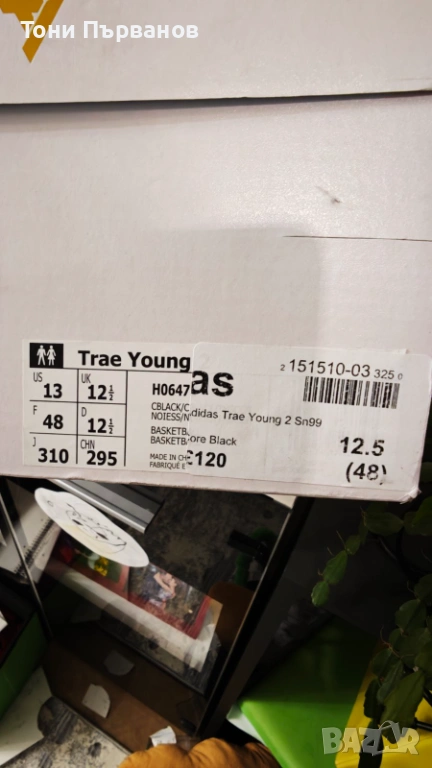 Тони Първанов
Trae Young
US 13 UK 12½
F 48 D 12½
J 310 CHN 295
H0647
CBLACK/C
NOIESS/N
BASKETB
BASKETB
MADE IN CH
FABRIQUÉ E
as
2 151510-03 325 0
didas Trae Young 2 Sn99
ore Black
12.5
(48)
120
BAZAR